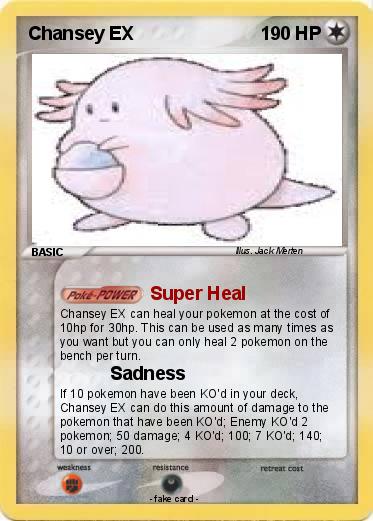 Chansey EX 190 HP
BASIC Illus. Jack Merten
Poké-POWER Super Heal
Chansey EX can heal your pokemon at the cost of
10hp for 30hp. This can be used as many times as
you want but you can only heal 2 pokemon on the
bench per turn.
Sadness
If 10 pokemon have been KO'd in your deck,
Chansey EX can do this amount of damage to the
pokemon that have been KO'd; Enemy KO'd 2
pokemon; 50 damage; 4 KO'd; 100; 7 KO'd; 140;
10 or over; 200.
weakness resistance retreat cost
- fake card -